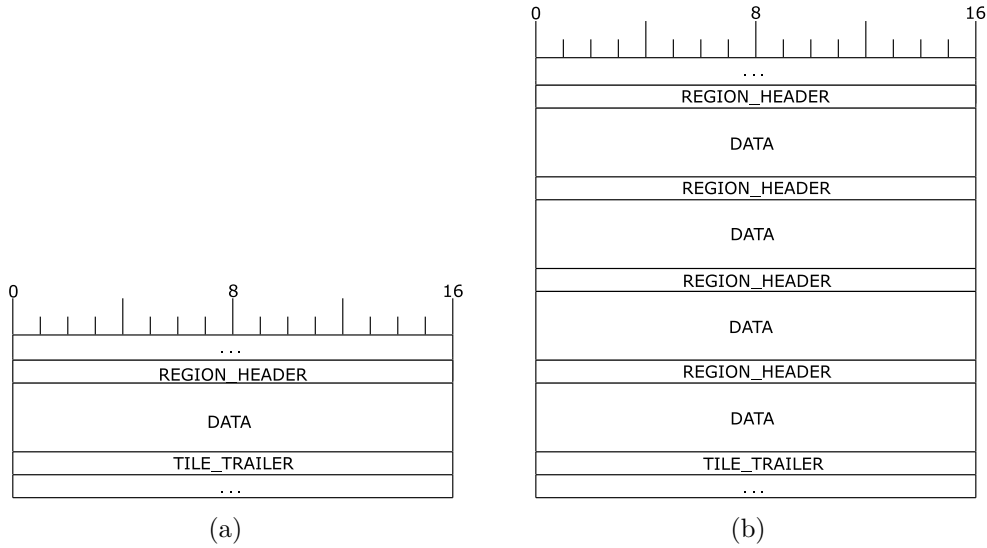 0 8 16
...
REGION_HEADER
DATA
TILE_TRAILER
...
(a)
0 8 16
...
REGION_HEADER
DATA
REGION_HEADER
DATA
REGION_HEADER
DATA
REGION_HEADER
DATA
TILE_TRAILER
...
(b)